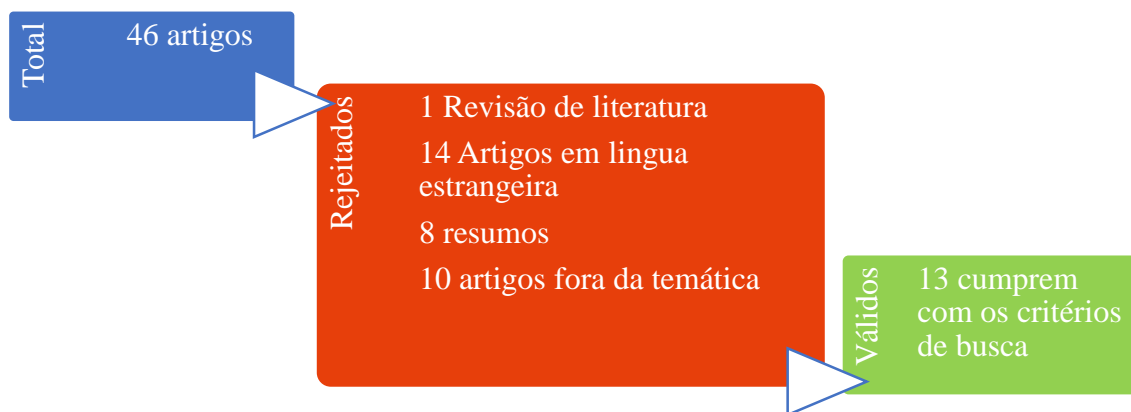 Total
46 artigos
Rejeitados
1 Revisão de literatura
14 Artigos em lingua
estrangeira
8 resumos
10 artigos fora da temática
Válidos
13 cumprem
com os critérios
de busca